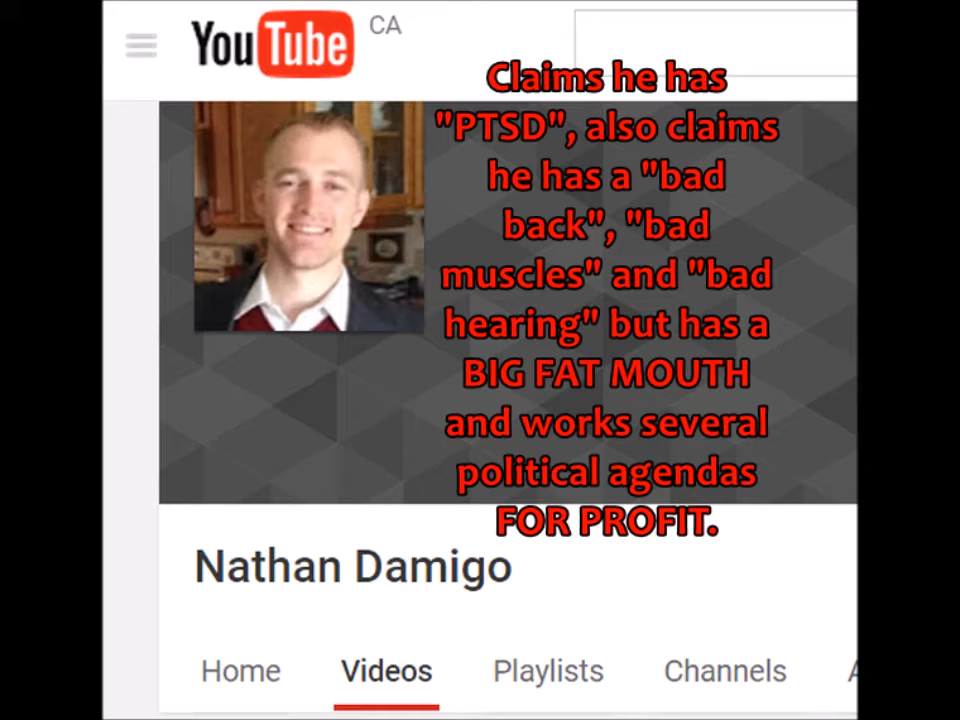 YouTube CA
Claims he has
"PTSD", also claims
he has a "bad
back", "bad
muscles" and "bad
hearing" but has a
BIG FAT MOUTH
and works several
political agendas
FOR PROFIT.
Nathan Damigo
Home Videos Playlists Channels